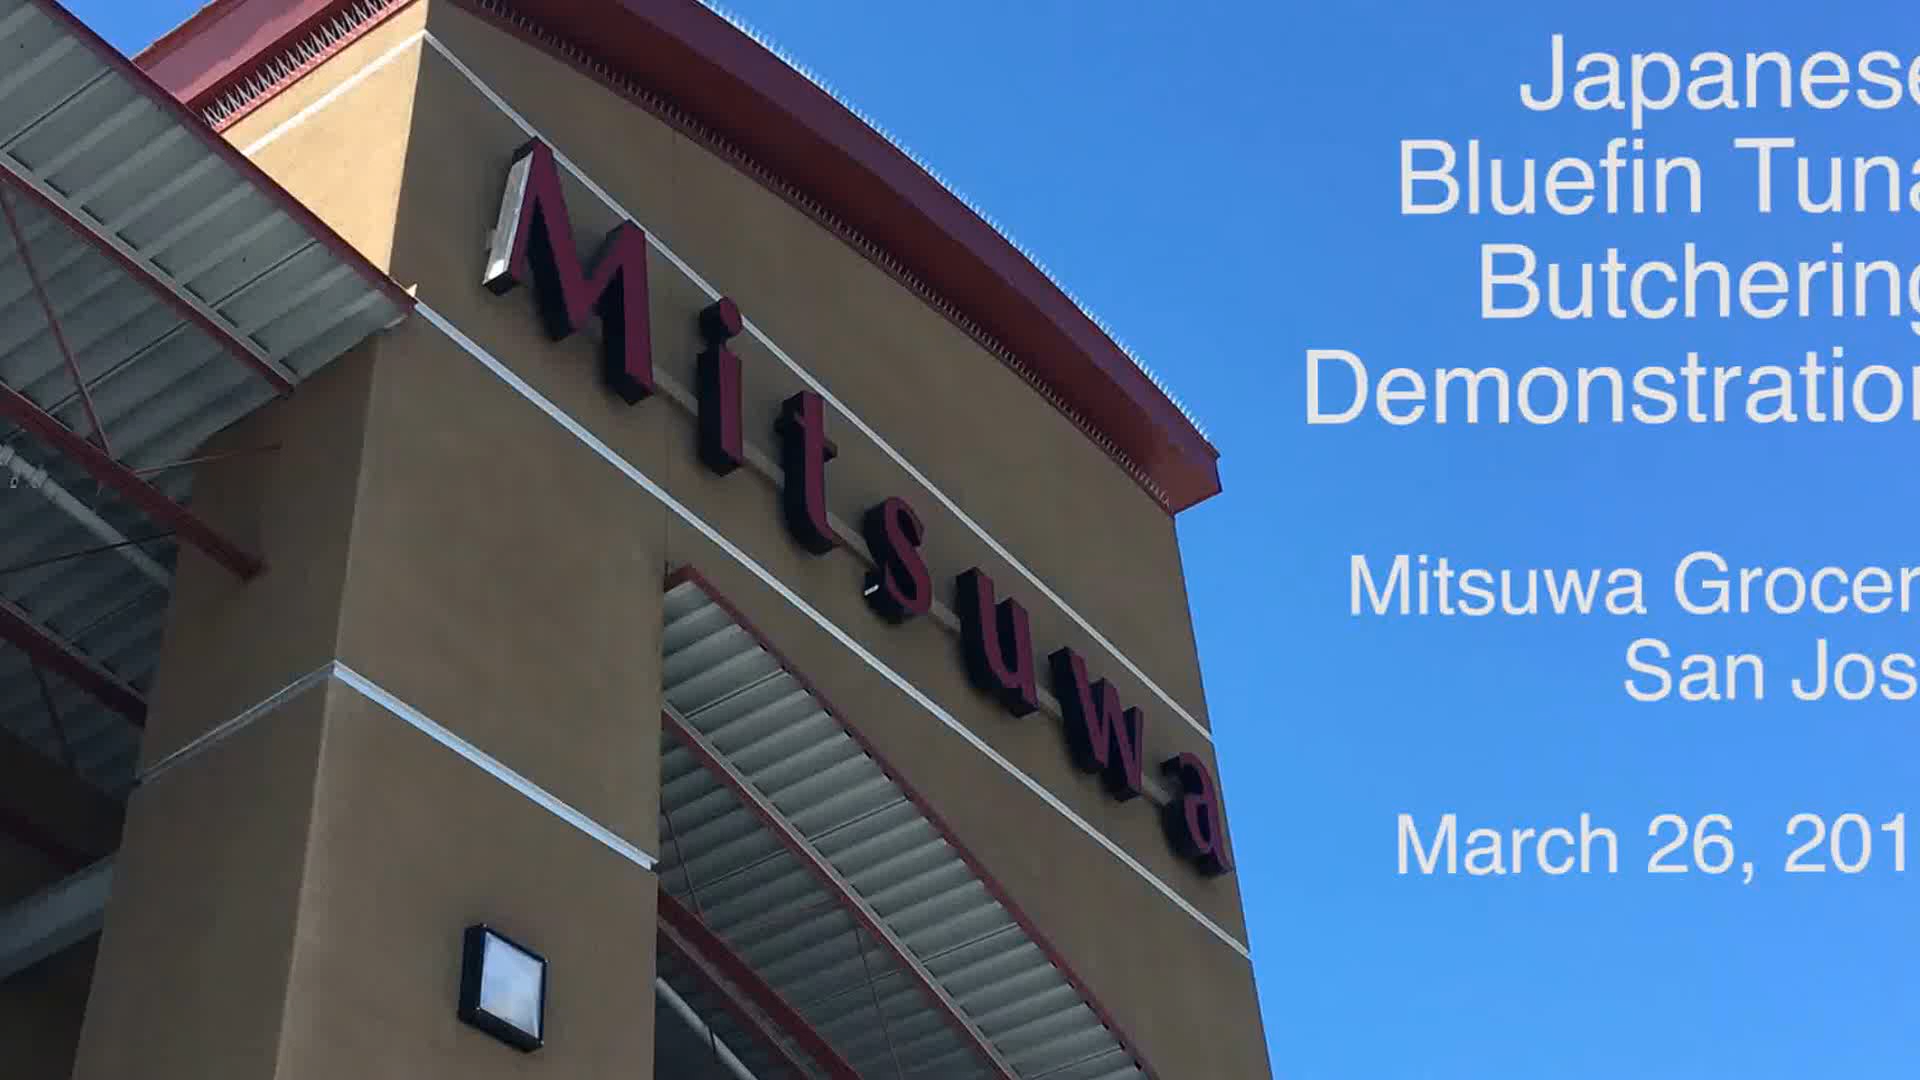 Mitsuwa
Japanese
Bluefin Tuna
Butchering
Demonstration
Mitsuwa Grocer
San Jos
March 26, 201